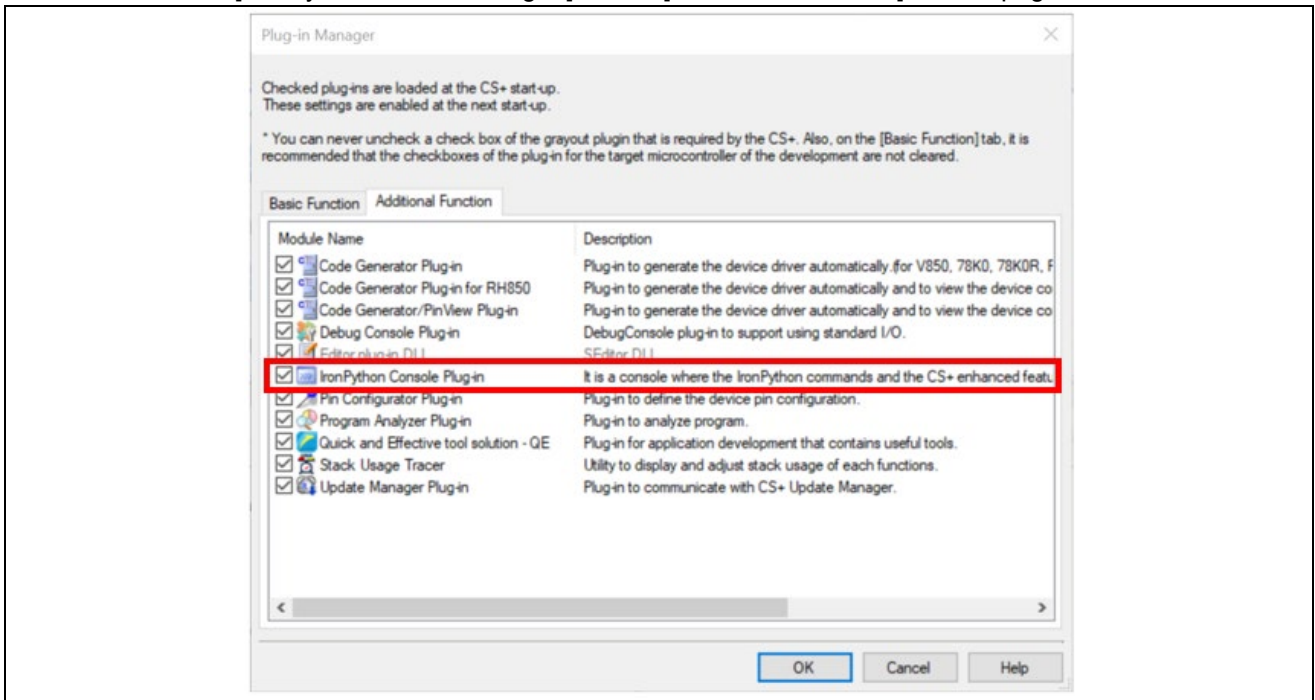 Plug-in Manager
Checked plug-ins are loaded at the CS+ start-up.
These settings are enabled at the next start-up.
* You can never uncheck a check box of the grayout plugin that is required by the CS+. Also, on the [Basic Function] tab, it is
recommended that the checkboxes of the plug-in for the target microcontroller of the development are not cleared.
Basic Function Additional Function
Module Name Description
Code Generator Plug-in Plug-in to generate the device driver automatically.(for V850, 78K0, 78K0R, F
Code Generator Plug-in for RH850 Plug-in to generate the device driver automatically and to view the device co
Code Generator/PinView Plug-in Plug-in to generate the device driver automatically and to view the device co
Debug Console Plug-in DebugConsole plug-in to support using standard I/O.
Editor plug-in DLL SEditor DLL
IronPython Console Plug-in It is a console where the IronPython commands and the CS+ enhanced featu
Pin Configurator Plug-in Plug-in to define the device pin configuration.
Program Analyzer Plug-in Plug-in to analyze program.
Quick and Effective tool solution - QE Plug-in for application development that contains useful tools.
Stack Usage Tracer Utility to display and adjust stack usage of each functions.
Update Manager Plug-in Plug-in to communicate with CS+ Update Manager.
OK Cancel Help